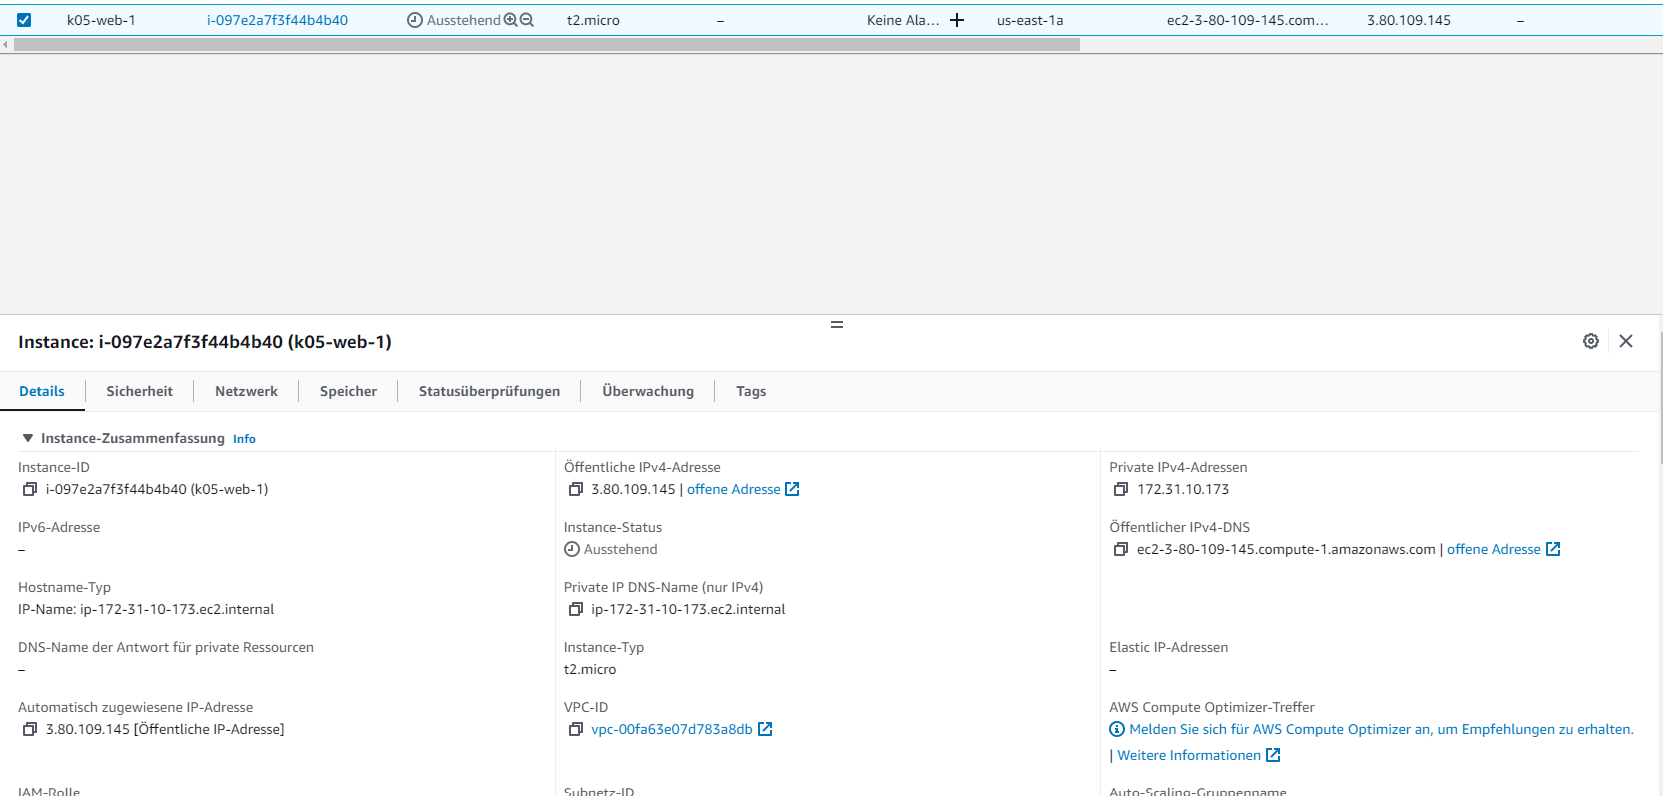 k05-web-1 i-097e2a7f3f44b4b40 Ausstehend t2.micro – Keine Ala... us-east-1a ec2-3-80-109-145.com... 3.80.109.145 –
Instance: i-097e2a7f3f44b4b40 (k05-web-1)
Details Sicherheit Netzwerk Speicher Statusüberprüfungen Überwachung Tags
Instance-Zusammenfassung Info
Instance-ID Öffentliche IPv4-Adresse Private IPv4-Adressen
i-097e2a7f3f44b4b40 (k05-web-1) 3.80.109.145 | offene Adresse 172.31.10.173
IPv6-Adresse Instance-Status Öffentlicher IPv4-DNS
– Ausstehend ec2-3-80-109-145.compute-1.amazonaws.com | offene Adresse
Hostname-Typ Private IP DNS-Name (nur IPv4)
IP-Name: ip-172-31-10-173.ec2.internal ip-172-31-10-173.ec2.internal
DNS-Name der Antwort für private Ressourcen Instance-Typ Elastic IP-Adressen
– t2.micro –
Automatisch zugewiesene IP-Adresse VPC-ID AWS Compute Optimizer-Treffer
3.80.109.145 [Öffentliche IP-Adresse] vpc-00fa63e07d783a8db Melden Sie sich für AWS Compute Optimizer an, um Empfehlungen zu erhalten.
| Weitere Informationen
IAM-Rolle Subnetz-ID Auto-Scaling-Gruppenname